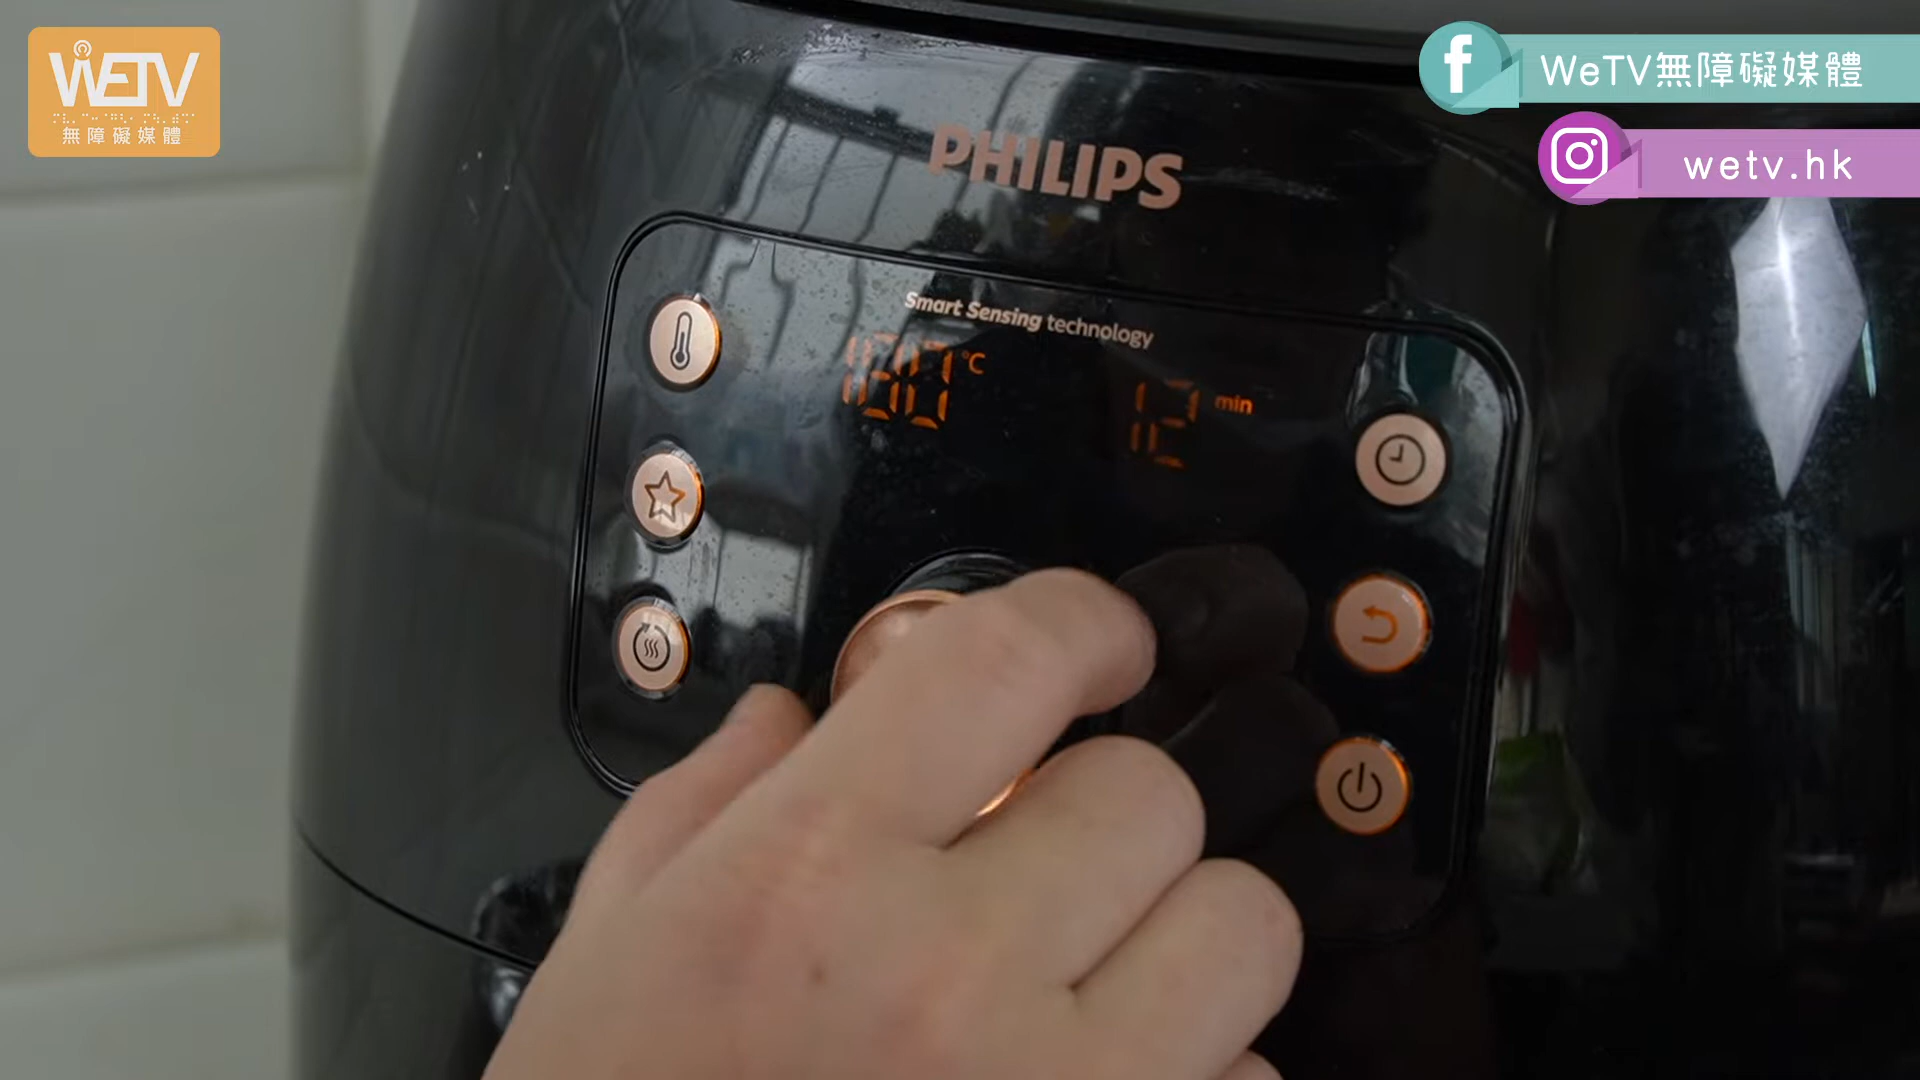 WETV
無障礙媒體
WeTV無障礙媒體
wetv.hk
PHILIPS
Smart Sensing technology
180°C
12 min